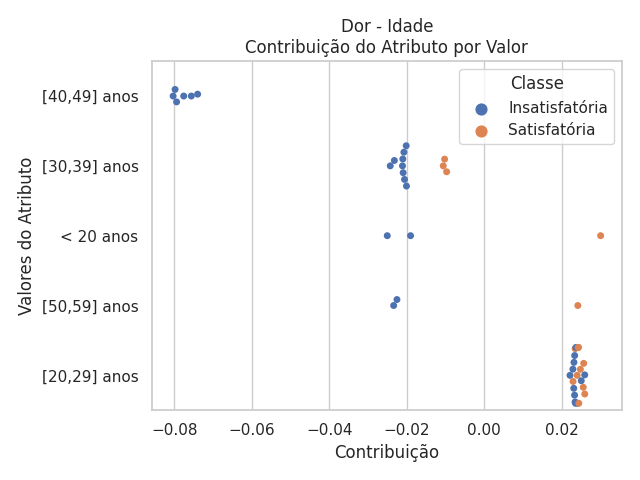 Dor - Idade
Contribuição do Atributo por Valor
Classe
Insatisfatória
Satisfatória
Valores do Atributo
[40,49] anos
[30,39] anos
< 20 anos
[50,59] anos
[20,29] anos
−0.08 −0.06 −0.04 −0.02 0.00 0.02
Contribuição